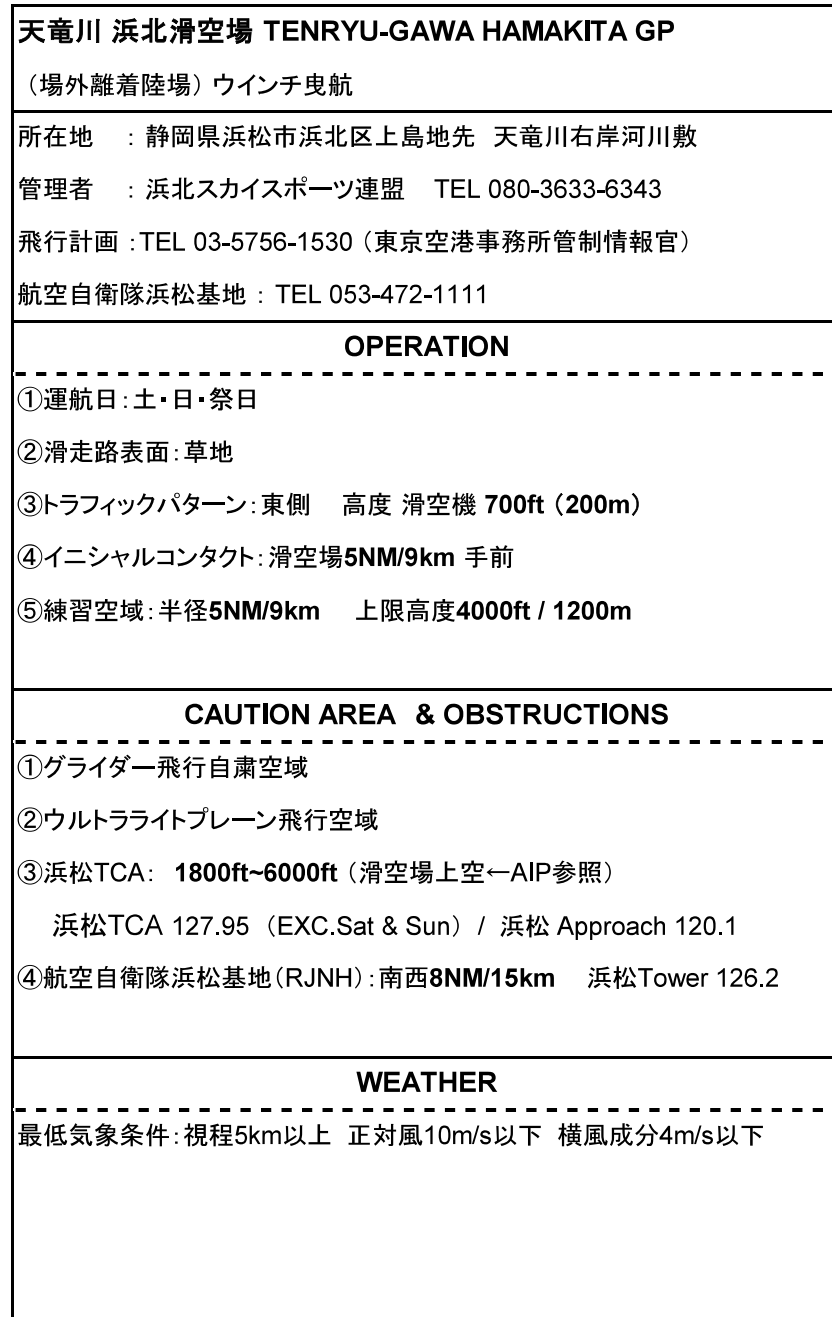 天竜川 浜北滑空場 TENRYU-GAWA HAMAKITA GP
（場外離着陸場）ウインチ曳航
所在地　：静岡県浜松市浜北区上島地先　天竜川右岸河川敷
管理者　：浜北スカイスポーツ連盟　TEL 080-3633-6343
飛行計画：TEL 03-5756-1530（東京空港事務所管制情報官）
航空自衛隊浜松基地：TEL 053-472-1111
OPERATION
①運航日：土・日・祭日
②滑走路表面：草地
③トラフィックパターン：東側　高度 滑空機 700ft（200m）
④イニシャルコンタクト：滑空場5NM/9km 手前
⑤練習空域：半径5NM/9km　上限高度4000ft / 1200m
CAUTION AREA & OBSTRUCTIONS
①グライダー飛行自粛空域
②ウルトラライトプレーン飛行空域
③浜松TCA： 1800ft~6000ft（滑空場上空←AIP参照）
浜松TCA 127.95（EXC.Sat & Sun）/ 浜松 Approach 120.1
④航空自衛隊浜松基地（RJNH）：南西8NM/15km　浜松Tower 126.2
WEATHER
最低気象条件：視程5km以上 正対風10m/s以下 横風成分4m/s以下